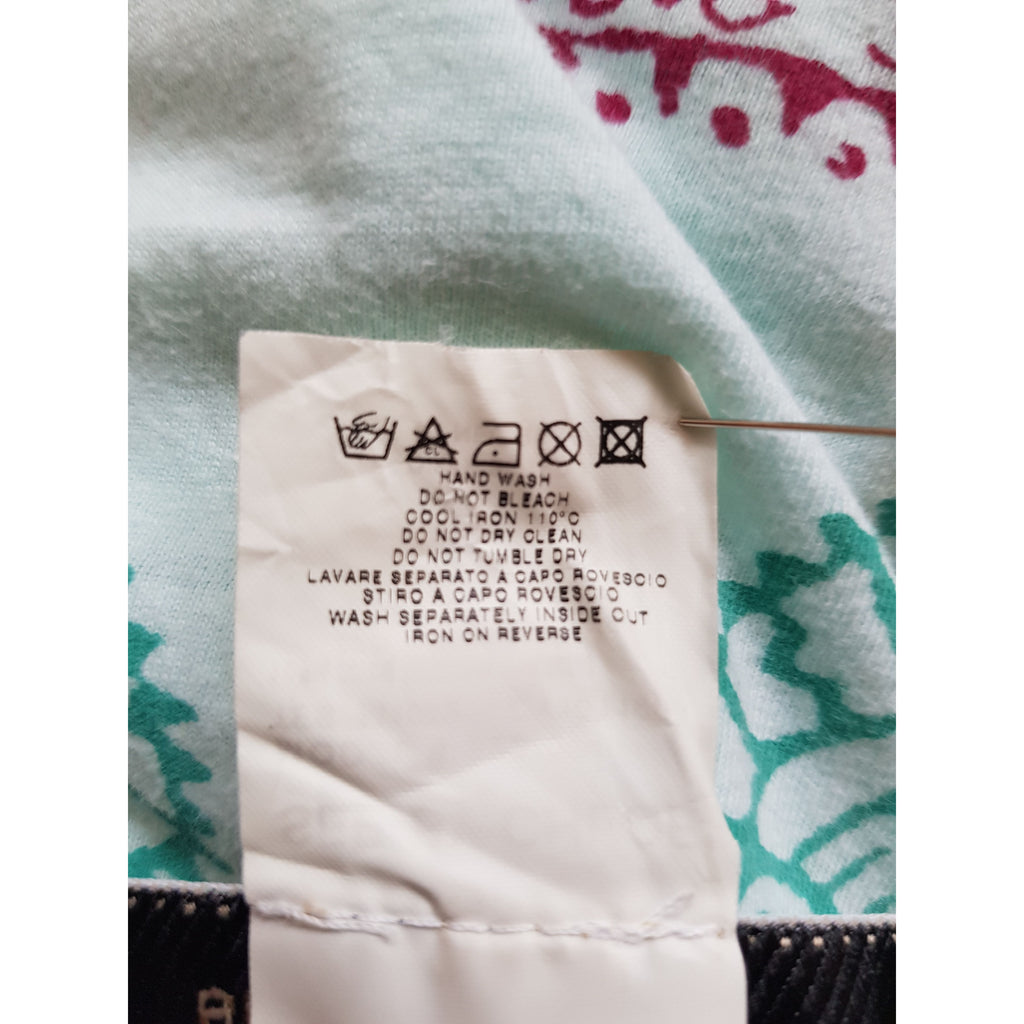 CL
HAND WASH
DO NOT BLEACH
COOL IRON 110°C
DO NOT DRY CLEAN
DO NOT TUMBLE DRY
LAVARE SEPARATO A CAPO ROVESCIO
STIRO A CAPO ROVESCIO
WASH SEPARATELY INSIDE OUT
IRON ON REVERSE